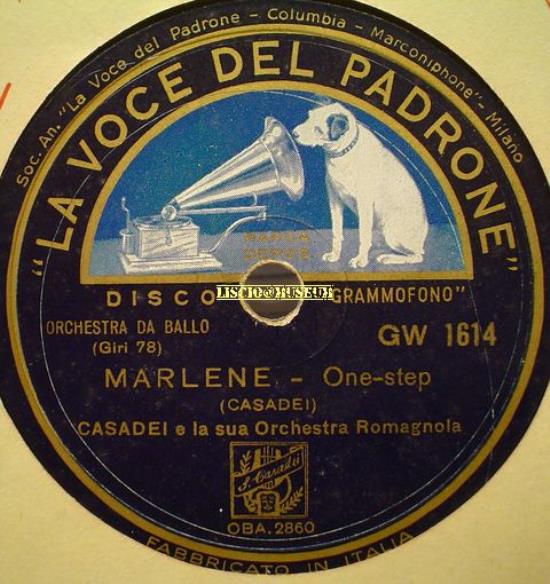 Soc. An. "La Voce del Padrone - Columbia - Marconiphone" - Milano
"LA VOCE DEL PADRONE"
MARCA
DEPOS
DISCO GRAMMOFONO"
LISCIO@MUSEUM
ORCHESTRA DA BALLO
(Giri 78)
GW 1614
MARLENE - One-step
(CASADEI)
CASADEI e la sua Orchestra Romagnola
S. Casadei
OBA. 2860
FABBRICATO IN ITALIA